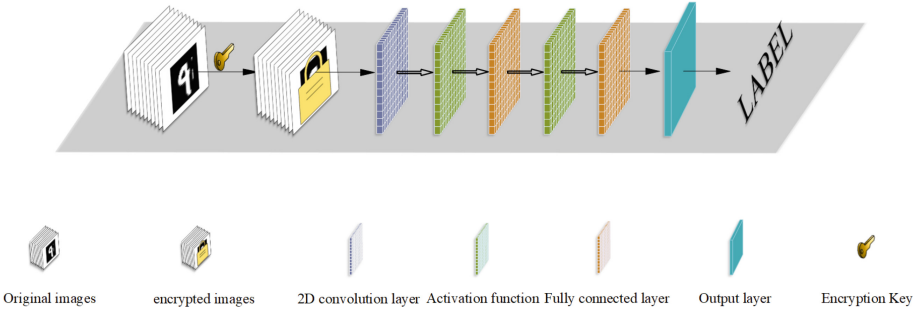 LABEL
Original images
encrypted images
2D convolution layer
Activation function
Fully connected layer
Output layer
Encryption Key